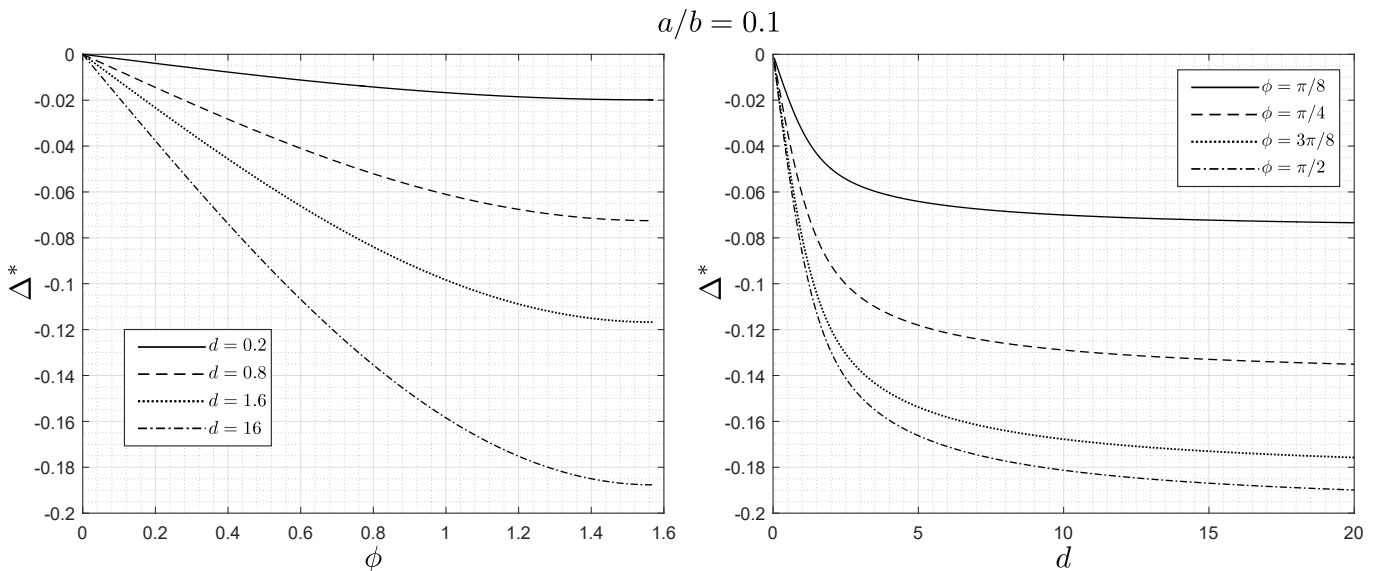 a/b = 0.1
0
-0.02
-0.04
-0.06
-0.08
-0.1
-0.12
-0.14
-0.16
-0.18
-0.2
Δ*
d = 0.2
d = 0.8
d = 1.6
d = 16
0 0.2 0.4 0.6 0.8 1 1.2 1.4 1.6
ϕ
0
-0.02
-0.04
-0.06
-0.08
-0.1
-0.12
-0.14
-0.16
-0.18
-0.2
Δ*
ϕ = π/8
ϕ = π/4
ϕ = 3π/8
ϕ = π/2
0 5 10 15 20
d